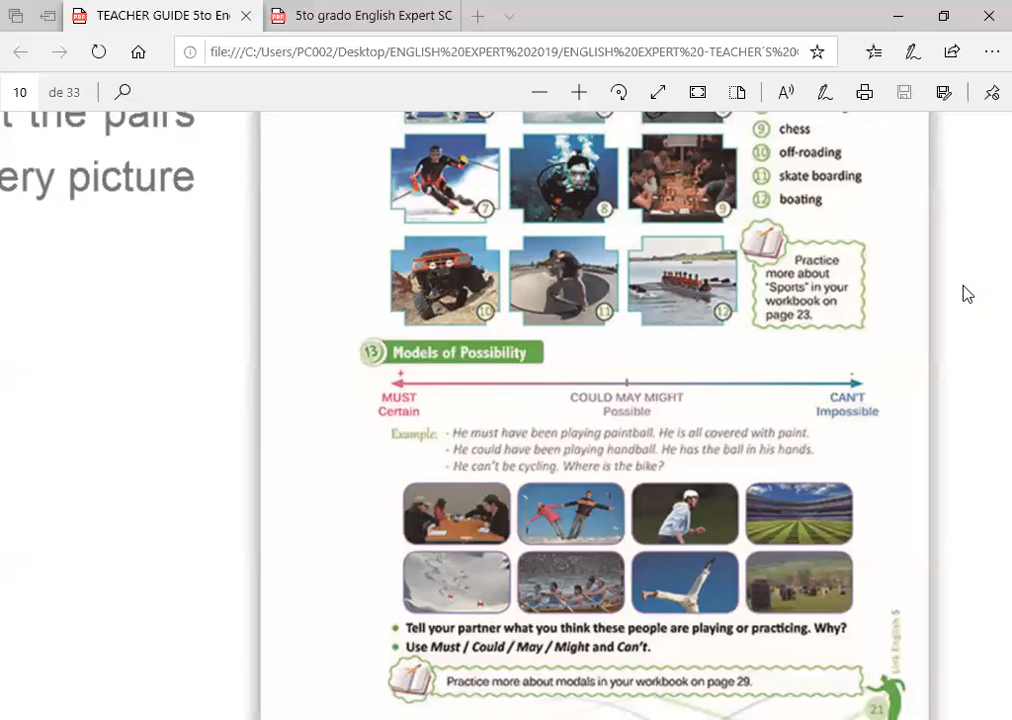 TEACHER GUIDE 5to En
5to grado English Expert SC
file:///C:/Users/PC002/Desktop/ENGLISH%20EXPERT%202019/ENGLISH%20EXPERT%20-TEACHER´S%20
10 de 33
t the pairs
ery picture
9 chess
10 off-roading
11 skate boarding
12 boating
7
8
9
10
11
12
Practice
more about
"Sports" in your
workbook on
page 23.
13 Models of Possibility
+ -
MUST COULD MAY MIGHT CAN'T
Certain Possible Impossible
Example: - He must have been playing paintball. He is all covered with paint.
- He could have been playing handball. He has the ball in his hands.
- He can't be cycling. Where is the bike?
• Tell your partner what you think these people are playing or practicing. Why?
• Use Must / Could / May / Might and Can't.
Practice more about modals in your workbook on page 29.
Link English 5
21